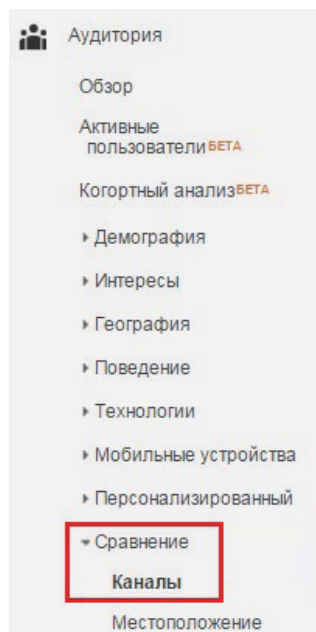 Аудитория
Обзор
Активные
пользователи БЕТА
Когортный анализ БЕТА
Демография
Интересы
География
Поведение
Технологии
Мобильные устройства
Персонализированный
Сравнение
Каналы
Местоположение